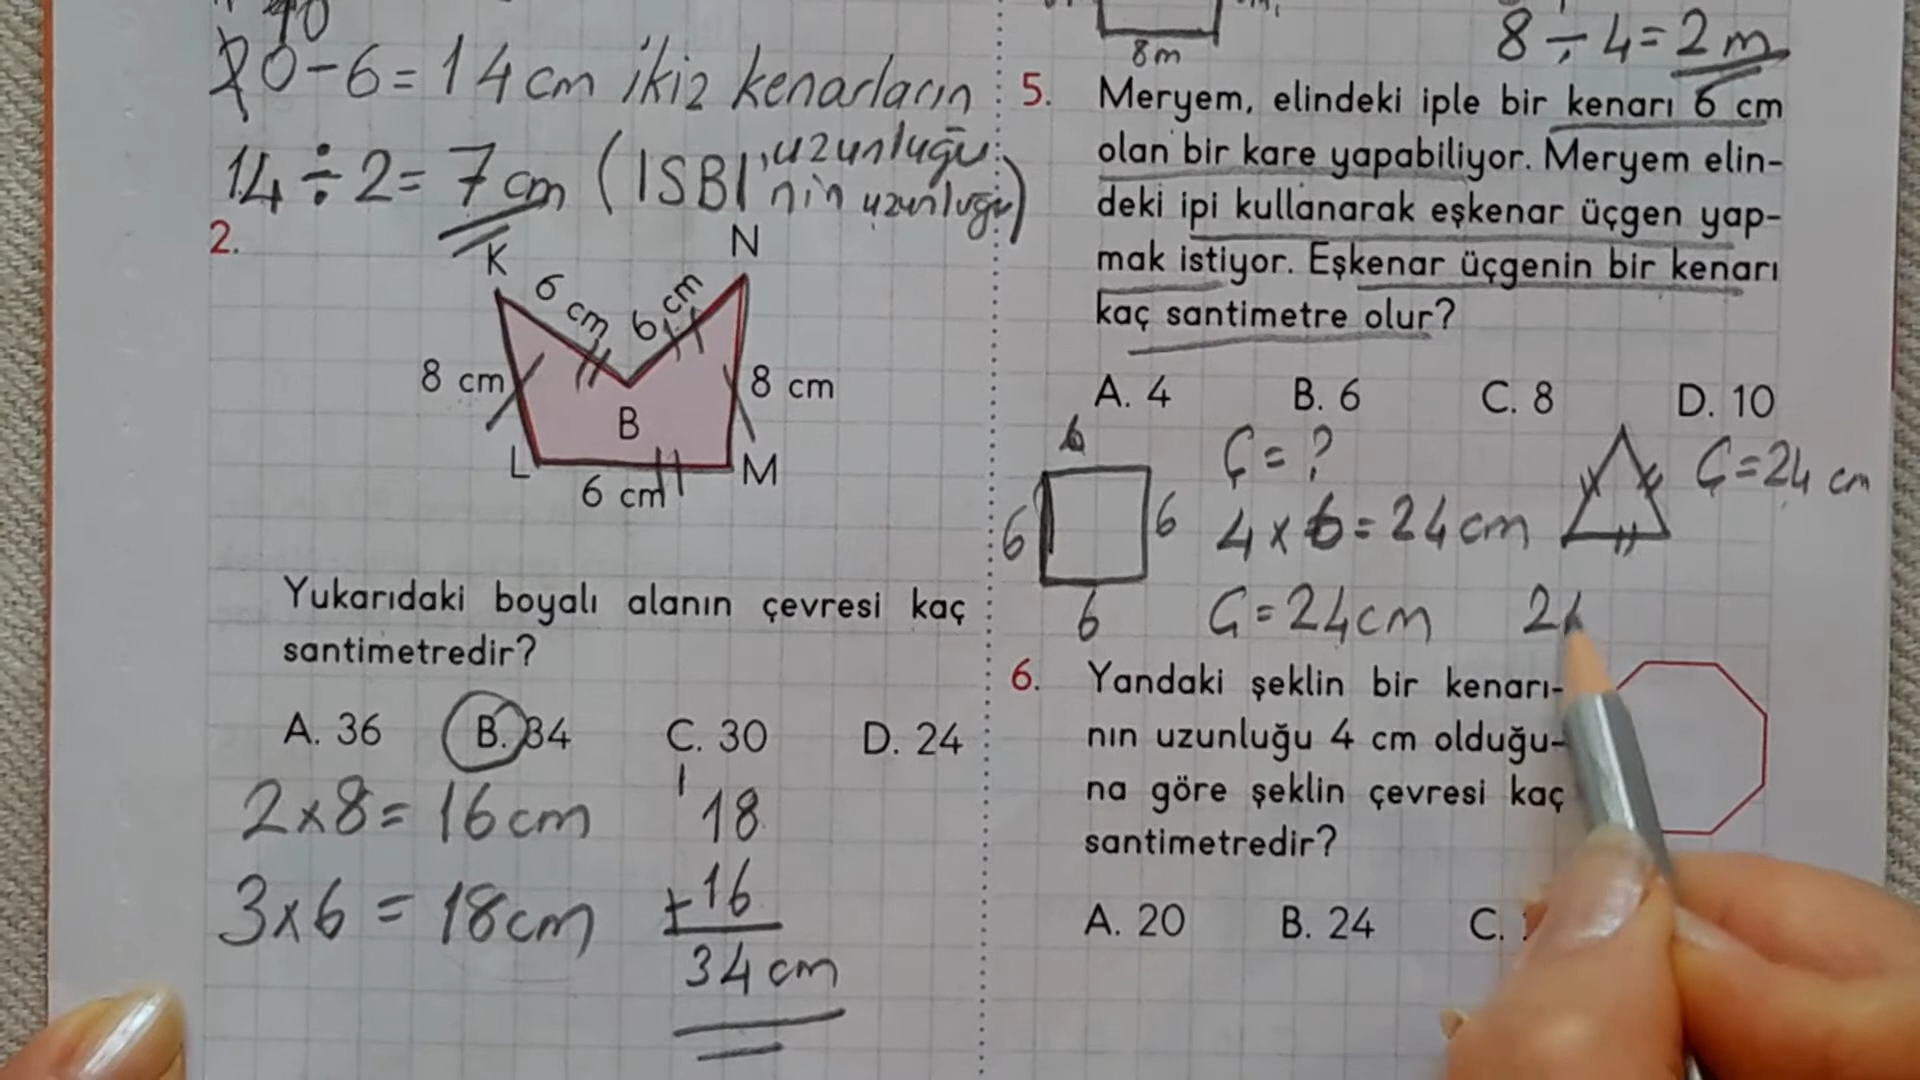 20-6=14cm ikiz kenarların
uzunluğu
14÷2=7cm (ISBI'nin uzunluğu)
2.
K
N
6 cm
6 cm
8 cm
8 cm
B
L
M
6 cm
Yukarıdaki boyalı alanın çevresi kaç
santimetredir?
A. 36 B. 34 C. 30 D. 24
2x8=16cm
3x6=18cm
1
18
+16
34 cm
8m
8÷4=2m
5. Meryem, elindeki iple bir kenarı 6 cm
olan bir kare yapabiliyor. Meryem elin-
deki ipi kullanarak eşkenar üçgen yap-
mak istiyor. Eşkenar üçgenin bir kenarı
kaç santimetre olur?
A. 4 B. 6 C. 8 D. 10
6
6
6
6
Ç=?
4x6=24cm
Ç=24cm
Ç=24 cm
6. Yandaki şeklin bir kenarı-
nın uzunluğu 4 cm olduğu-
na göre şeklin çevresi kaç
santimetredir?
A. 20 B. 24 C.